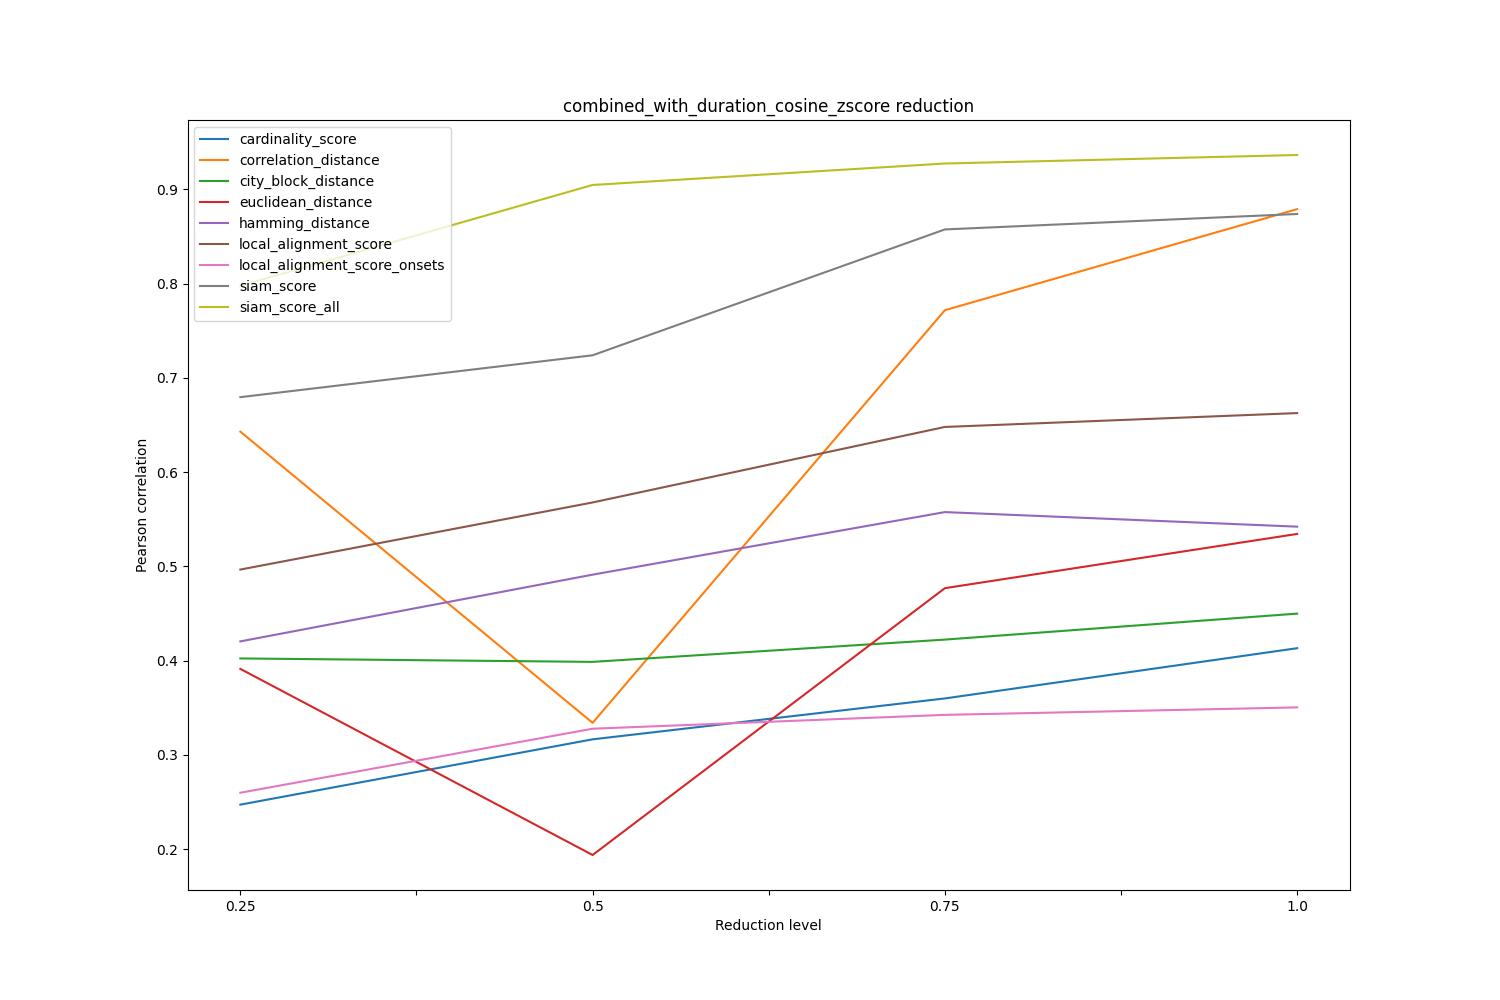 combined_with_duration_cosine_zscore reduction
cardinality_score
correlation_distance
city_block_distance
euclidean_distance
hamming_distance
local_alignment_score
local_alignment_score_onsets
siam_score
siam_score_all
0.9
0.8
0.7
0.6
0.5
0.4
0.3
0.2
Pearson correlation
0.25 0.5 0.75 1.0
Reduction level